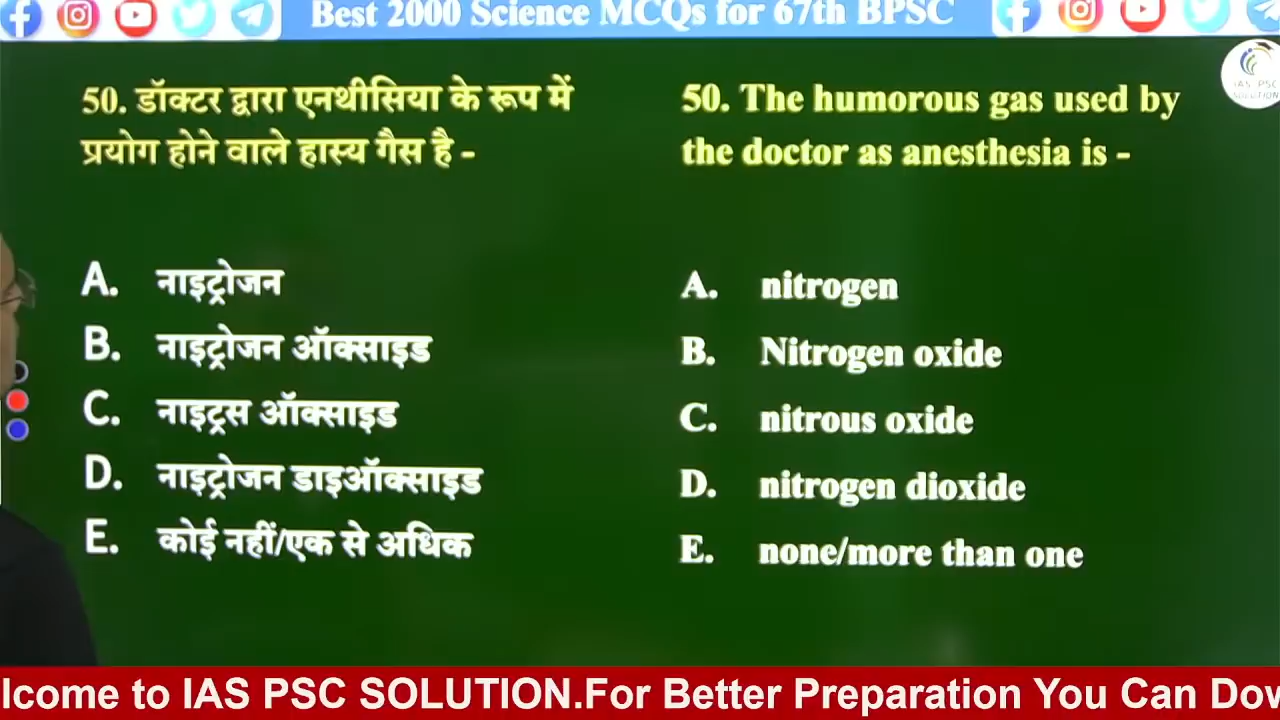 Best 2000 Science MCQs for 67th BPSC
IAS PSC
SOLUTION
50. डॉक्टर द्वारा एनथीसिया के रूप में
प्रयोग होने वाले हास्य गैस है -
A. नाइट्रोजन
B. नाइट्रोजन ऑक्साइड
C. नाइट्रस ऑक्साइड
D. नाइट्रोजन डाइऑक्साइड
E. कोई नहीं/एक से अधिक
50. The humorous gas used by
the doctor as anesthesia is -
A. nitrogen
B. Nitrogen oxide
C. nitrous oxide
D. nitrogen dioxide
E. none/more than one
lcome to IAS PSC SOLUTION.For Better Preparation You Can Dow